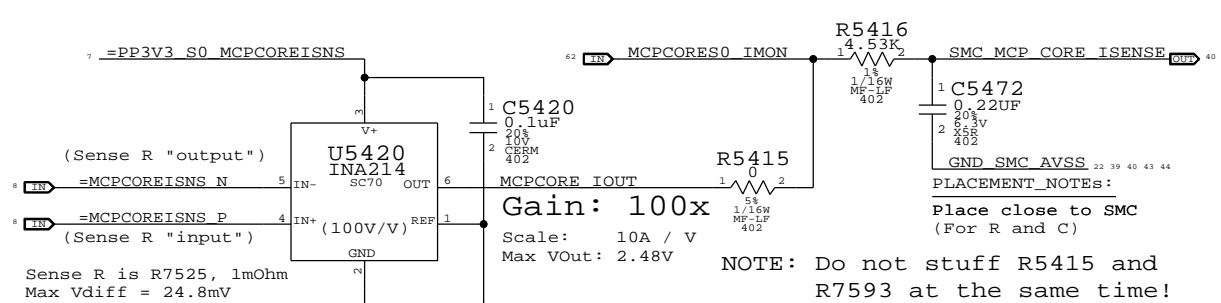 R5416
4.53K
1 2
1%
1/16W
MF-LF
402
7 =PP3V3_S0_MCPCOREISNS
62 IN MCPCORES0_IMON
SMC_MCP_CORE_ISENSE OUT 40
1 C5472
0.22UF
20%
6.3V
2 X5R
402
GND_SMC_AVSS 22 39 40 43 44
PLACEMENT_NOTEs:
Place close to SMC
(For R and C)
1 C5420
0.1uF
20%
10V
2 CERM
402
3
V+
U5420
INA214
SC70
(Sense R "output")
8 IN =MCPCOREISNS_N 5 IN-
OUT 6 MCPCORE_IOUT
R5415
0
1 2
5%
1/16W
MF-LF
402
8 IN =MCPCOREISNS_P 4 IN+
(100V/V) REF 1
(Sense R "input")
GND
2
Gain: 100x
Scale: 10A / V
Max VOut: 2.48V
Sense R is R7525, 1mOhm
Max Vdiff = 24.8mV
NOTE: Do not stuff R5415 and
R7593 at the same time!